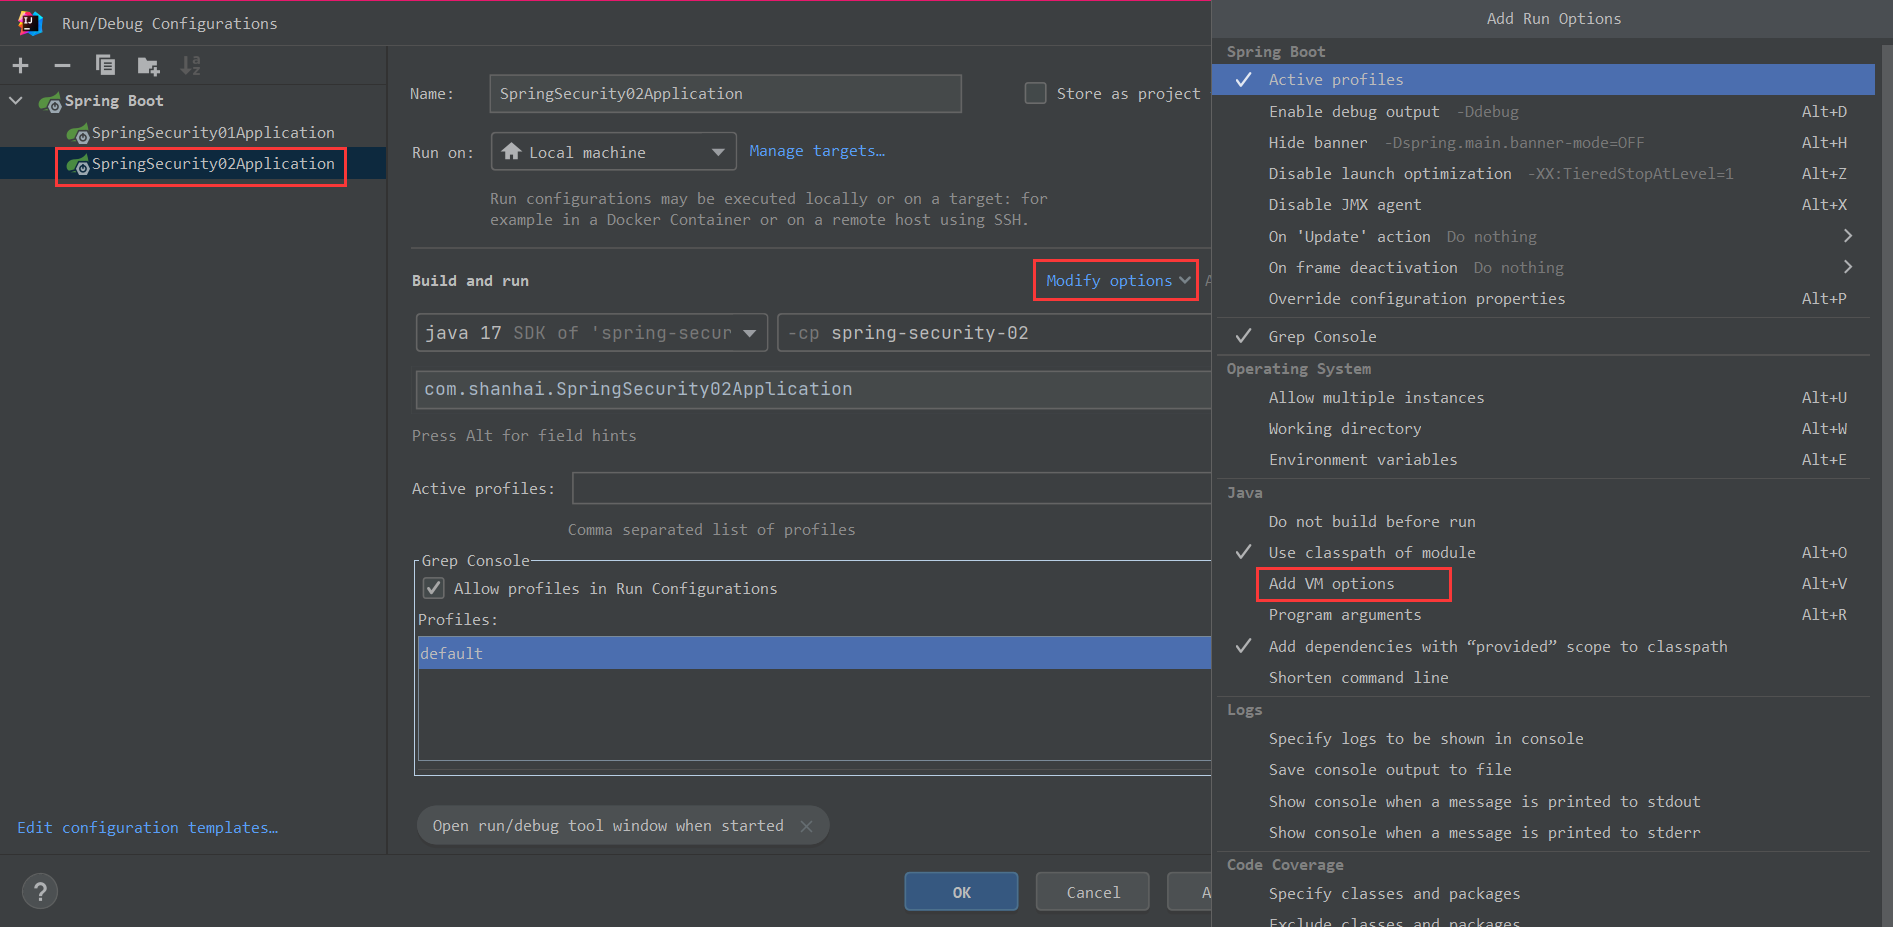 Run/Debug Configurations
Spring Boot
SpringSecurity01Application
SpringSecurity02Application
Edit configuration templates…
?
Name:
SpringSecurity02Application
Store as project
Run on:
Local machine
Manage targets…
Run configurations may be executed locally or on a target: for
example in a Docker Container or on a remote host using SSH.
Build and run
Modify options
java 17 SDK of 'spring-secur
-cp spring-security-02
com.shanhai.SpringSecurity02Application
Press Alt for field hints
Active profiles:
Comma separated list of profiles
Grep Console
Allow profiles in Run Configurations
Profiles:
default
Open run/debug tool window when started
OK
Cancel
A
Add Run Options
Spring Boot
Active profiles
Enable debug output -Ddebug Alt+D
Hide banner -Dspring.main.banner-mode=OFF Alt+H
Disable launch optimization -XX:TieredStopAtLevel=1 Alt+Z
Disable JMX agent Alt+X
On 'Update' action Do nothing
On frame deactivation Do nothing
Override configuration properties Alt+P
Grep Console
Operating System
Allow multiple instances Alt+U
Working directory Alt+W
Environment variables Alt+E
Java
Do not build before run
Use classpath of module Alt+O
Add VM options Alt+V
Program arguments Alt+R
Add dependencies with “provided” scope to classpath
Shorten command line
Logs
Specify logs to be shown in console
Save console output to file
Show console when a message is printed to stdout
Show console when a message is printed to stderr
Code Coverage
Specify classes and packages
Exclude classes and packages